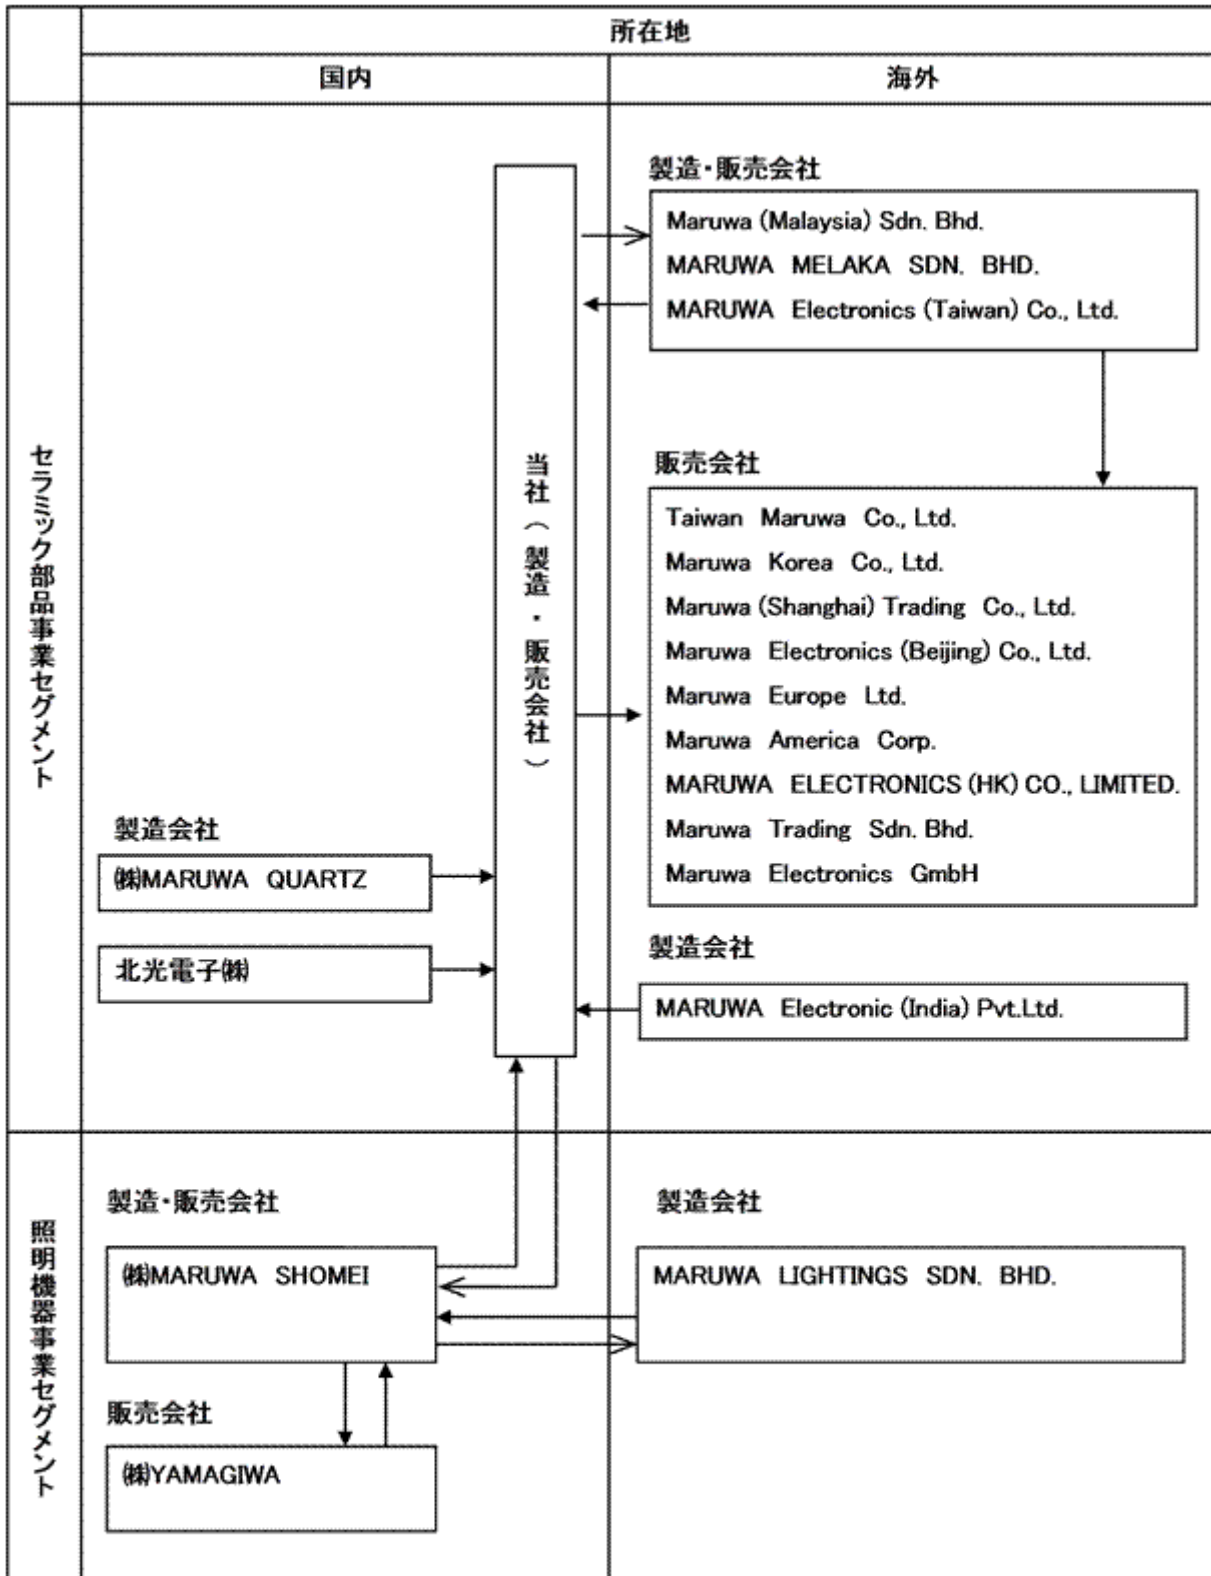 所在地
国内
海外
セラミック部品事業セグメント
当社（製造・販売会社）
製造・販売会社
Maruwa (Malaysia) Sdn. Bhd.
MARUWA MELAKA SDN. BHD.
MARUWA Electronics (Taiwan) Co., Ltd.
販売会社
Taiwan Maruwa Co., Ltd.
Maruwa Korea Co., Ltd.
Maruwa (Shanghai) Trading Co., Ltd.
Maruwa Electronics (Beijing) Co., Ltd.
Maruwa Europe Ltd.
Maruwa America Corp.
MARUWA ELECTRONICS (HK) CO., LIMITED.
Maruwa Trading Sdn. Bhd.
Maruwa Electronics GmbH
製造会社
㈱MARUWA QUARTZ
北光電子㈱
製造会社
MARUWA Electronic (India) Pvt.Ltd.
照明機器事業セグメント
製造・販売会社
㈱MARUWA SHOMEI
販売会社
㈱YAMAGIWA
製造会社
MARUWA LIGHTINGS SDN. BHD.